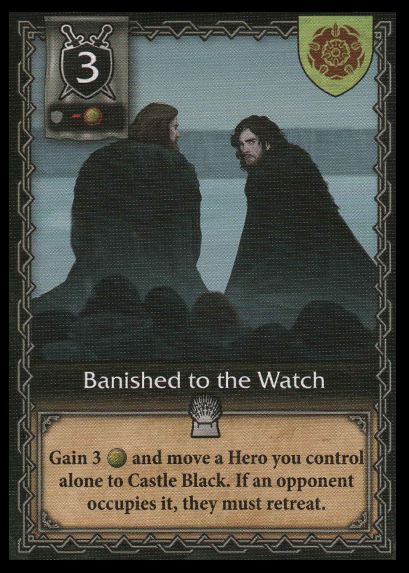 3
Banished to the Watch
Gain 3 and move a Hero you control
alone to Castle Black. If an opponent
occupies it, they must retreat.